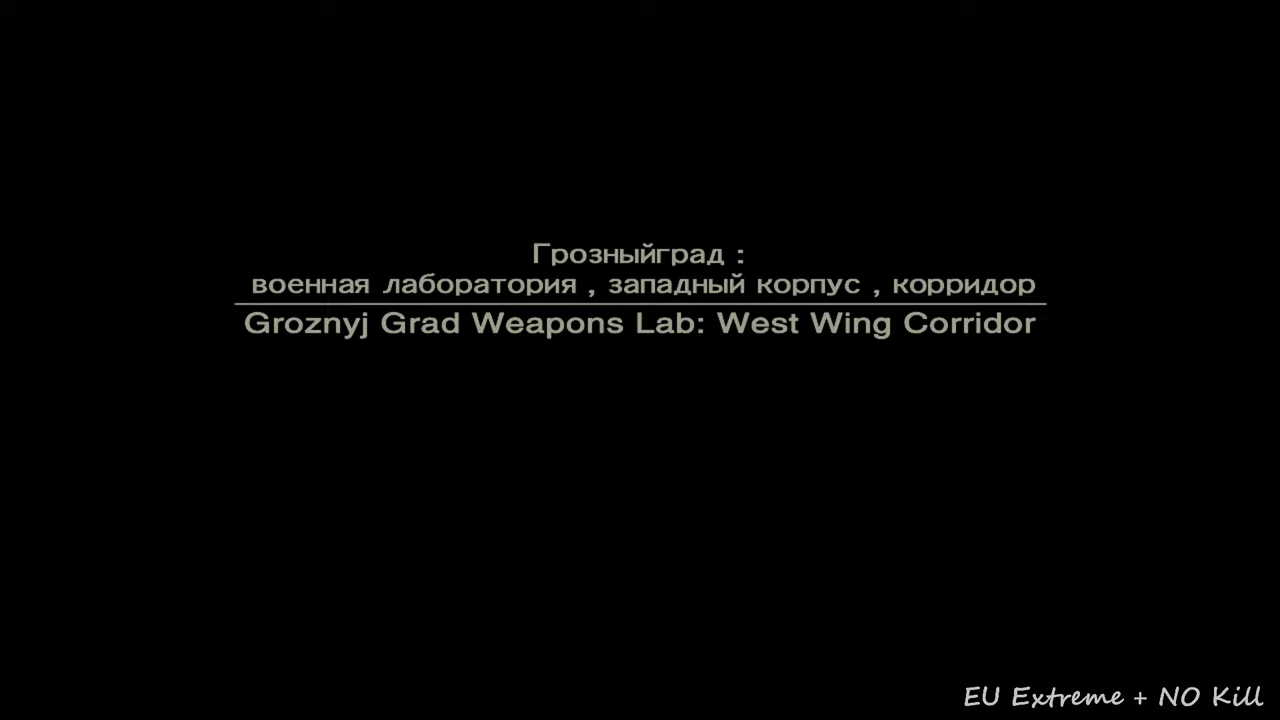 Грозныйград :
военная лаборатория , западный корпус , корридор
Groznyj Grad Weapons Lab: West Wing Corridor
EU Extreme + NO Kill